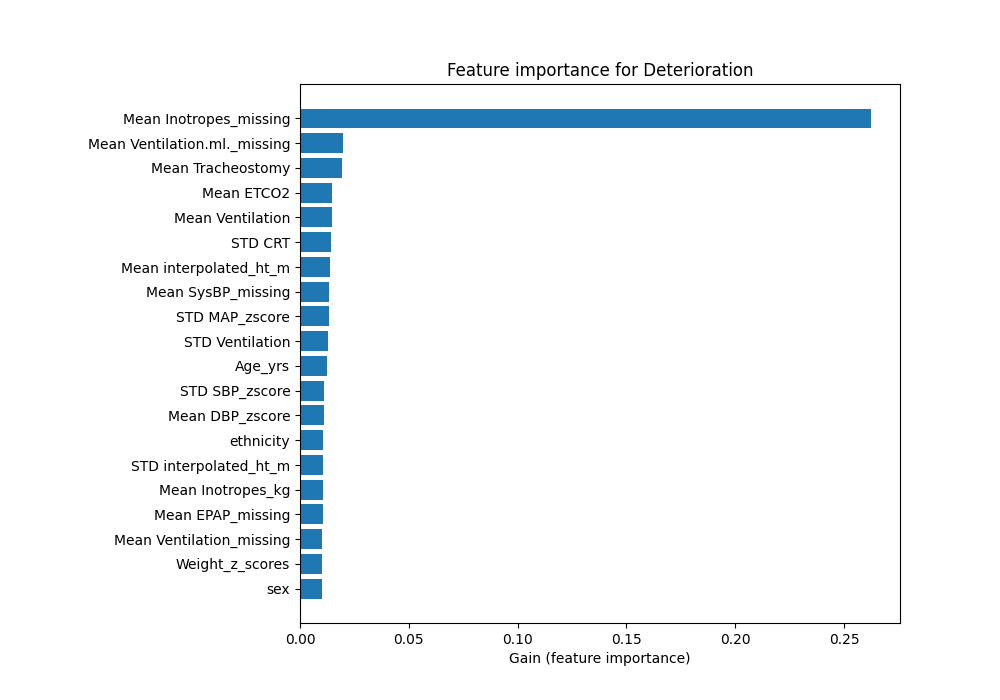 Feature importance for Deterioration
Mean Inotropes_missing
Mean Ventilation.ml._missing
Mean Tracheostomy
Mean ETCO2
Mean Ventilation
STD CRT
Mean interpolated_ht_m
Mean SysBP_missing
STD MAP_zscore
STD Ventilation
Age_yrs
STD SBP_zscore
Mean DBP_zscore
ethnicity
STD interpolated_ht_m
Mean Inotropes_kg
Mean EPAP_missing
Mean Ventilation_missing
Weight_z_scores
sex
0.00 0.05 0.10 0.15 0.20 0.25
Gain (feature importance)